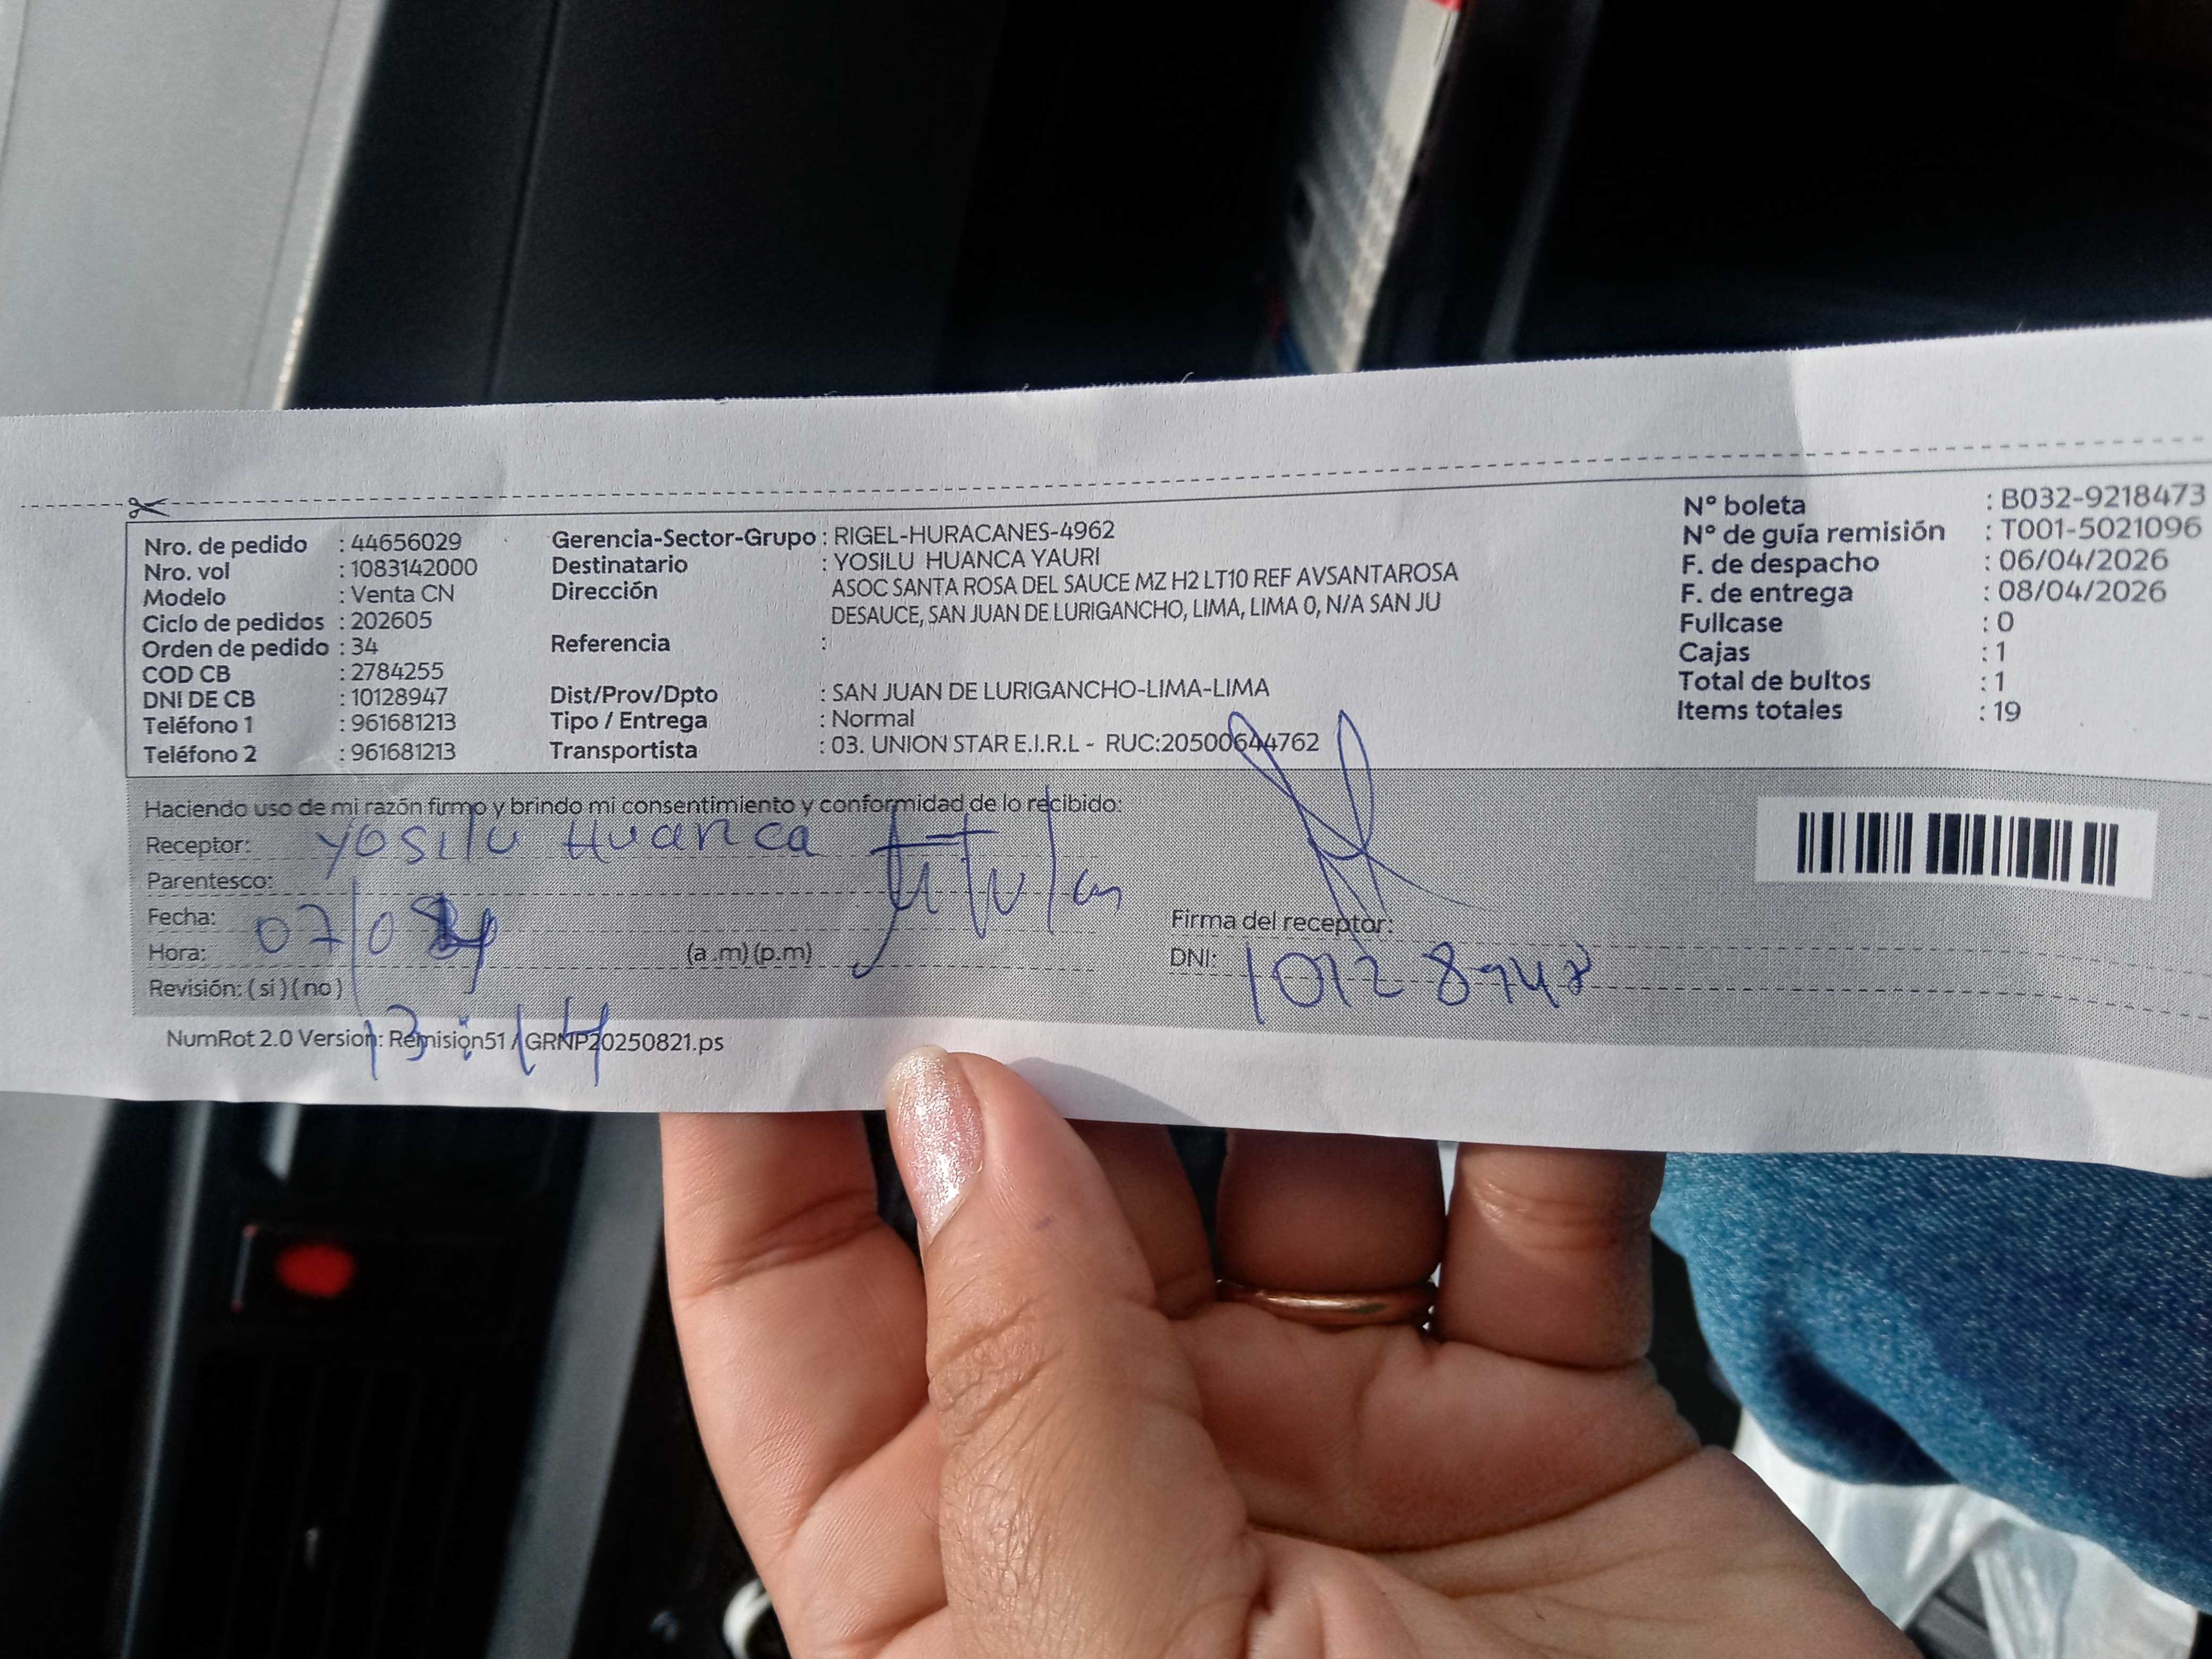 Nro. de pedido : 44656029
Nro. vol : 1083142000
Modelo : Venta CN
Ciclo de pedidos : 202605
Orden de pedido : 34
COD CB : 2784255
DNI DE CB : 10128947
Teléfono 1 : 961681213
Teléfono 2 : 961681213
Gerencia-Sector-Grupo : RIGEL-HURACANES-4962
Destinatario : YOSILU HUANCA YAURI
Dirección : ASOC SANTA ROSA DEL SAUCE MZ H2 LT10 REF AVSANTAROSA
DESAUCE, SAN JUAN DE LURIGANCHO, LIMA, LIMA 0, N/A SAN JU
Referencia :
Dist/Prov/Dpto : SAN JUAN DE LURIGANCHO-LIMA-LIMA
Tipo / Entrega : Normal
Transportista : 03. UNION STAR E.I.R.L - RUC:20500644762
N° boleta : B032-9218473
N° de guía remisión : T001-5021096
F. de despacho : 06/04/2026
F. de entrega : 08/04/2026
Fullcase : 0
Cajas : 1
Total de bultos : 1
Items totales : 19
Haciendo uso de mi razón firmo y brindo mi consentimiento y conformidad de lo recibido:
Receptor: Yosilu Huanca titular
Parentesco:
Fecha: 07/04
Hora: (a.m)(p.m)
Revisión: (si)(no)
13:14
Firma del receptor:
DNI:
NumRot 2.0 Version: Remision51 / GRNP20250821.ps